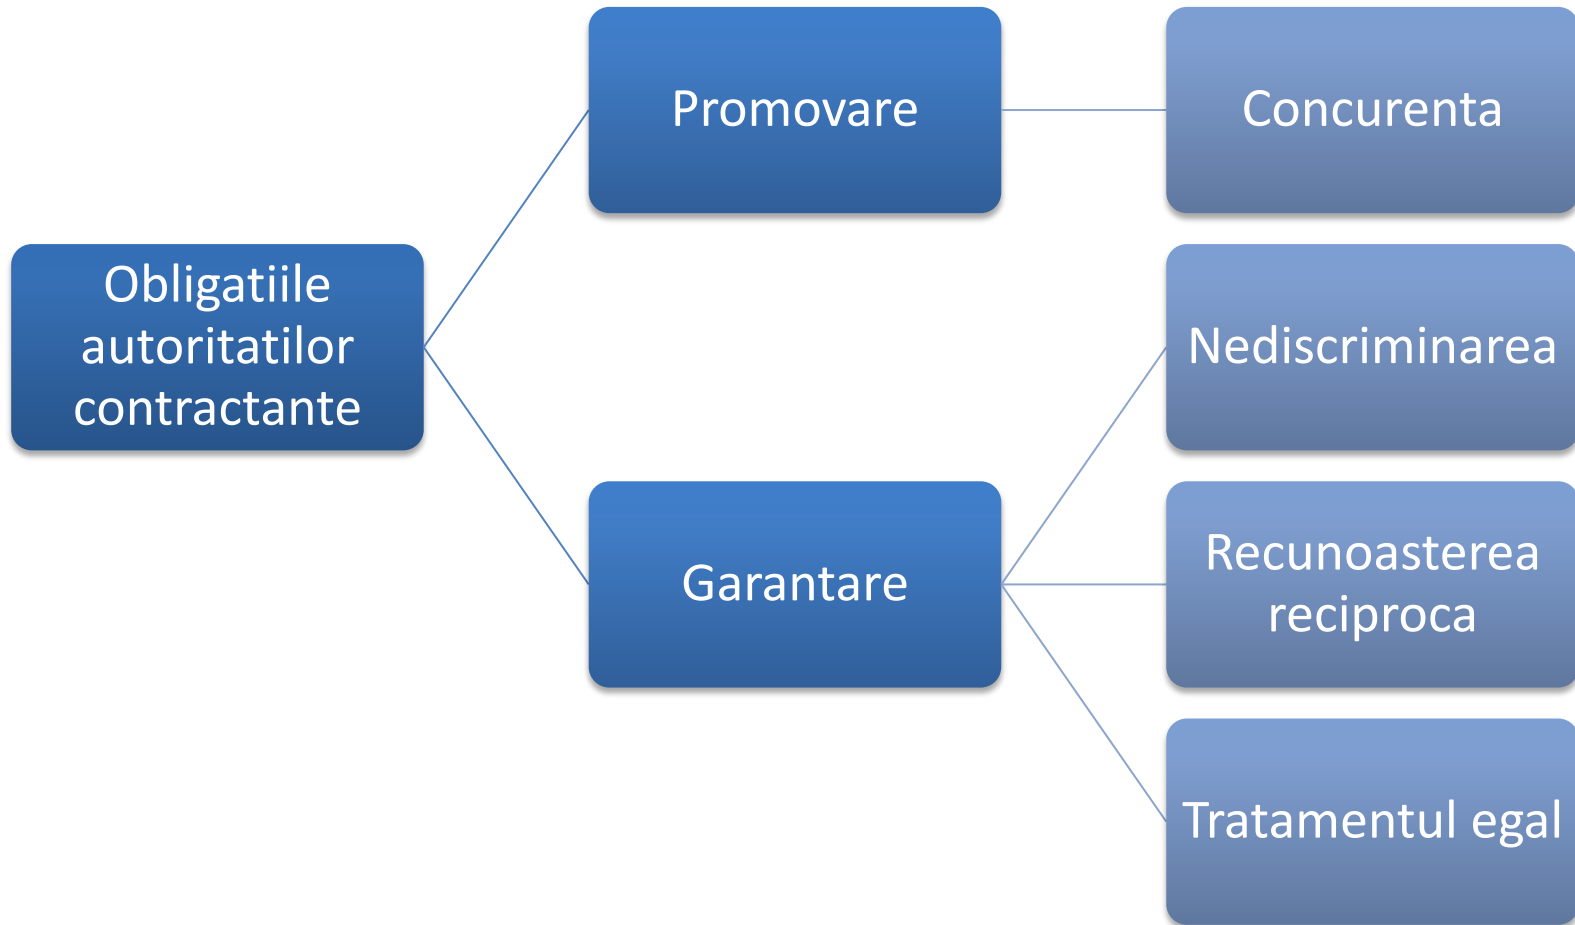 Promovare
Concurenta
Obligatiile
autoritatilor
contractante
Nediscriminarea
Garantare
Recunoasterea
reciproca
Tratamentul egal